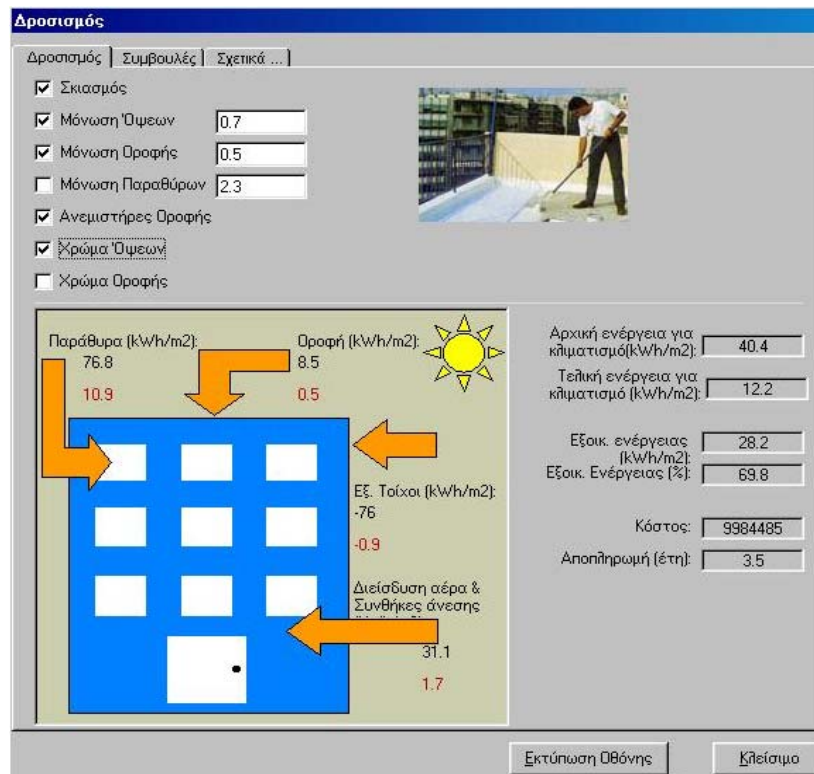 Δροσισμός
Δροσισμός Συμβουλές Σχετικά ...
Σκιασμός
Μόνωση Όψεων 0.7
Μόνωση Οροφής 0.5
Μόνωση Παραθύρων 2.3
Ανεμιστήρες Οροφής
Χρώμα Όψεων
Χρώμα Οροφής
Παράθυρα (kWh/m2):
76.8
10.9
Οροφή (kWh/m2):
8.5
0.5
Εξ. Τοίχοι (kWh/m2):
-76
-0.9
Διείσδυση αέρα &
Συνθήκες άνεσης
31.1
1.7
Αρχική ενέργεια για
κλιματισμό(kWh/m2): 40.4
Τελική ενέργεια για
κλιματισμό (kWh/m2): 12.2
Εξοικ. ενέργειας
(kWh/m2): 28.2
Εξοικ. Ενέργειας (%): 69.8
Κόστος: 9984485
Αποπληρωμή (έτη): 3.5
Εκτύπωση Οθόνης Κλείσιμο